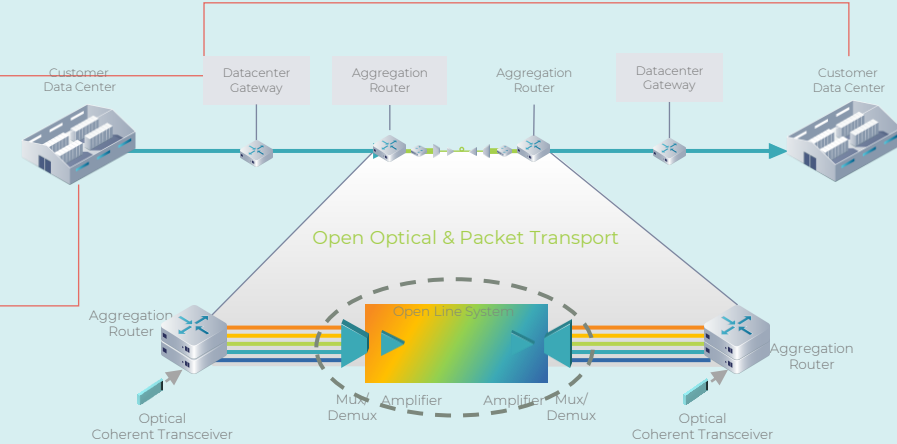 Customer
Data Center
Datacenter
Gateway
Aggregation
Router
Aggregation
Router
Datacenter
Gateway
Customer
Data Center
Open Optical & Packet Transport
Aggregation
Router
Open Line System
Aggregation
Router
Mux/
Demux
Amplifier
Amplifier
Mux/
Demux
Optical
Coherent Transceiver
Optical
Coherent Transceiver